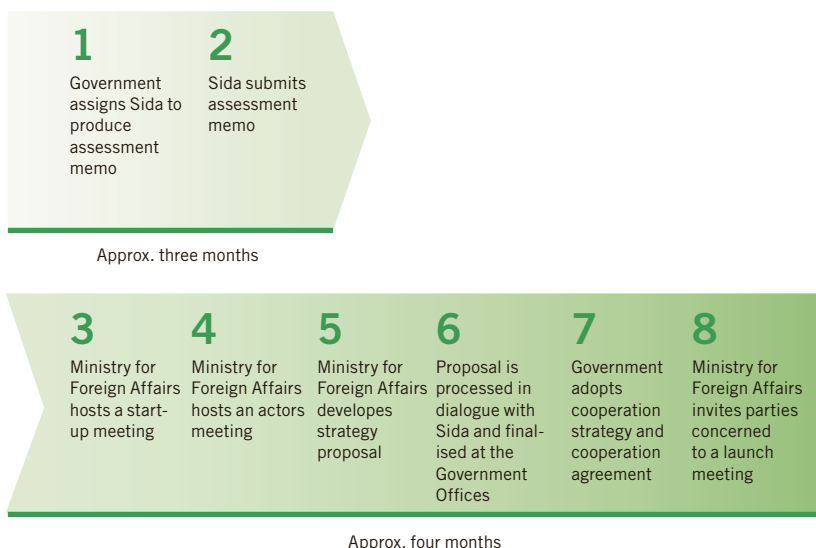 1
Government
assigns Sida to
produce
assessment
memo
2
Sida submits
assessment
memo
Approx. three months
3
Ministry for
Foreign Affairs
hosts a start-
up meeting
4
Ministry for
Foreign Affairs
hosts an actors
meeting
5
Ministry for
Foreign Affairs
developes
strategy
proposal
6
Proposal is
processed in
dialogue with
Sida and final-
ised at the
Government
Offices
7
Government
adopts
cooperation
strategy and
cooperation
agreement
8
Ministry for
Foreign Affairs
invites parties
concerned
to a launch
meeting
Approx. four months